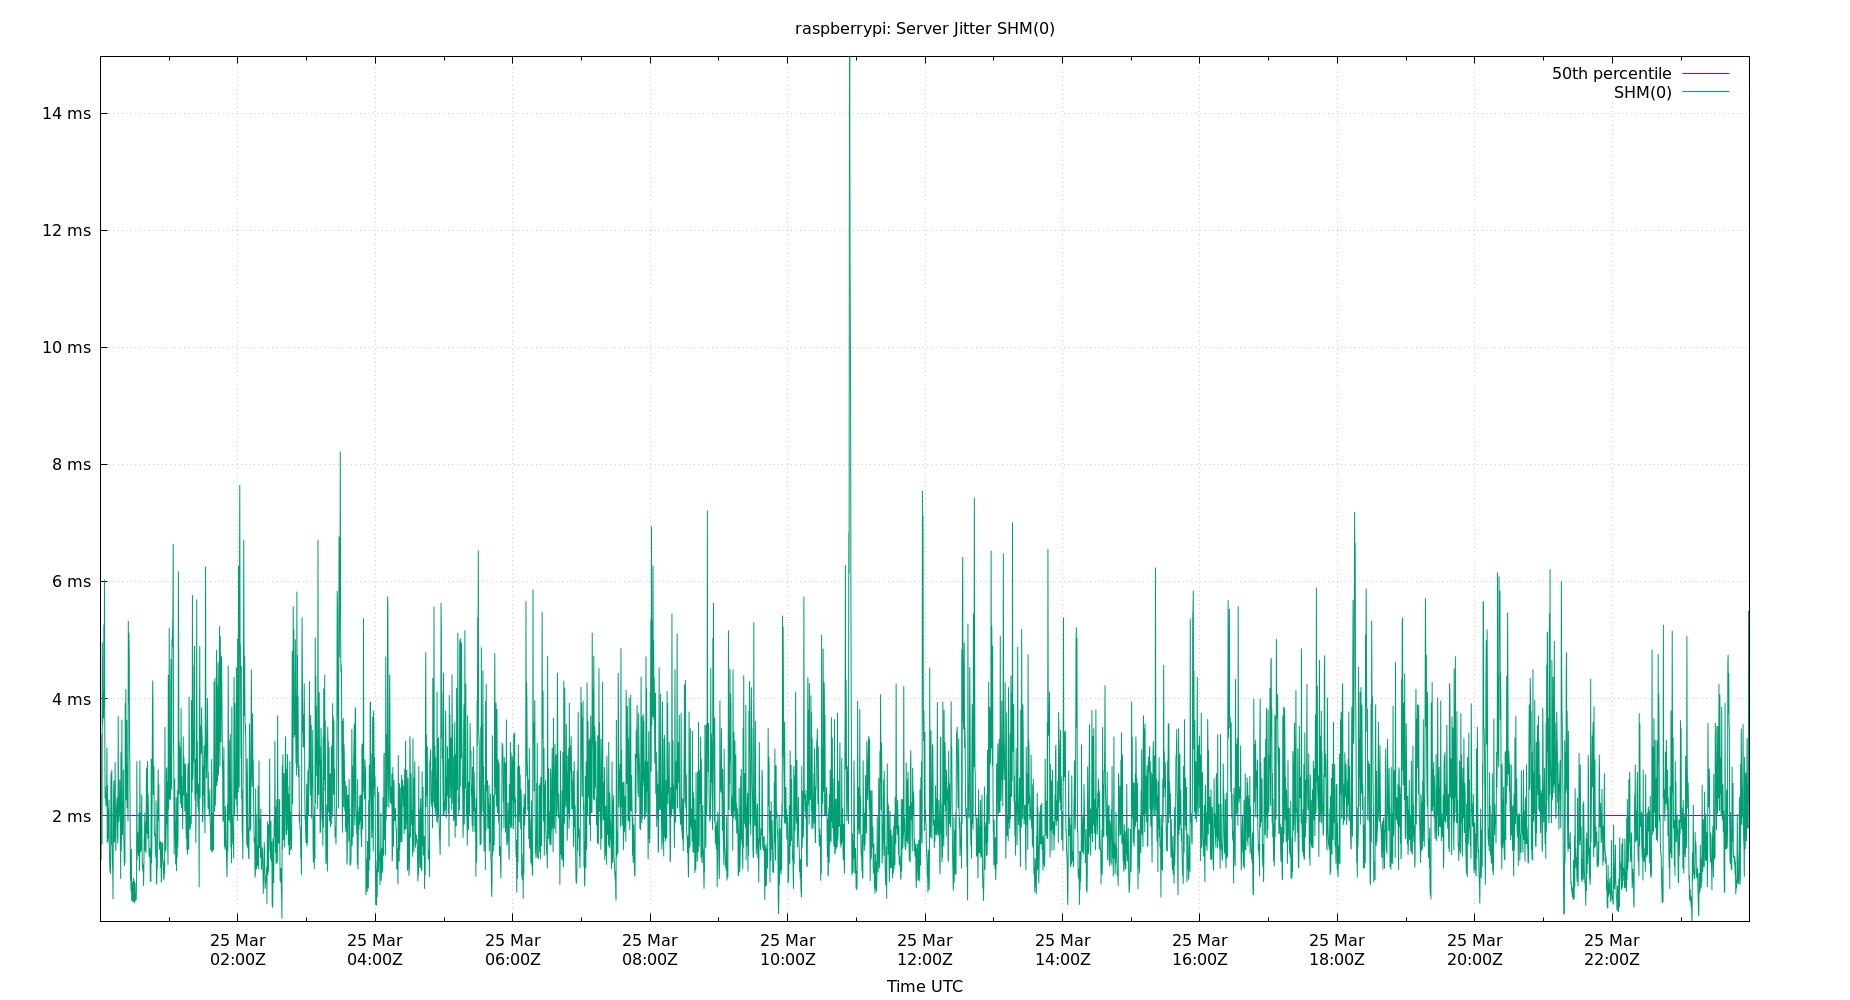 raspberrypi: Server Jitter SHM(0)
50th percentile
SHM(0)
14 ms
12 ms
10 ms
8 ms
6 ms
4 ms
2 ms
25 Mar 25 Mar 25 Mar 25 Mar 25 Mar 25 Mar 25 Mar 25 Mar 25 Mar 25 Mar 25 Mar
02:00Z 04:00Z 06:00Z 08:00Z 10:00Z 12:00Z 14:00Z 16:00Z 18:00Z 20:00Z 22:00Z
Time UTC